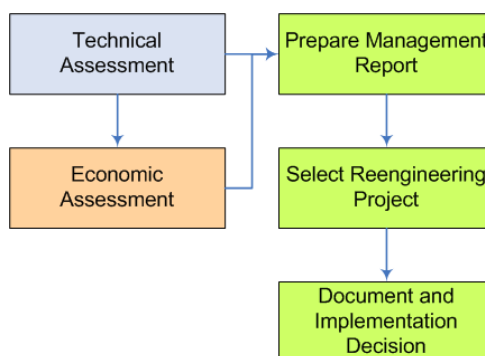 Technical
Assessment
Prepare Management
Report
Economic
Assessment
Select Reengineering
Project
Document and
Implementation
Decision